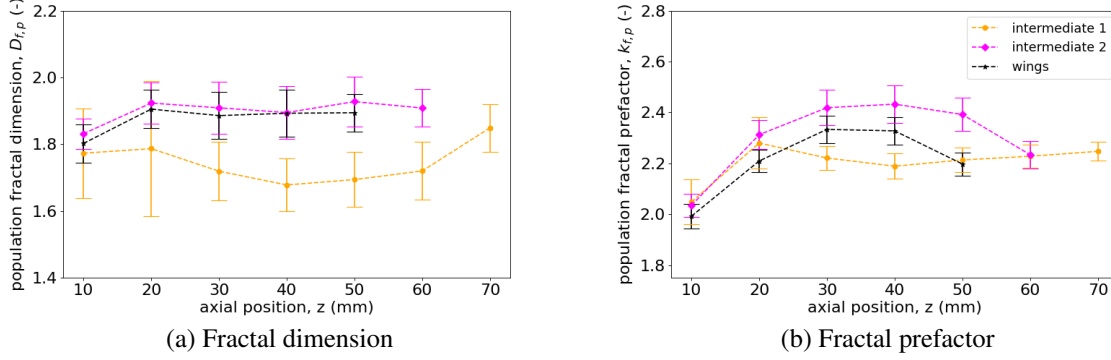 population fractal dimension, D_{f,p} (-)
2.2
2.0
1.8
1.6
1.4
10 20 30 40 50 60 70
axial position, z (mm)
(a) Fractal dimension
population fractal prefactor, k_{f,p} (-)
2.8
2.6
2.4
2.2
2.0
1.8
intermediate 1
intermediate 2
wings
10 20 30 40 50 60 70
axial position, z (mm)
(b) Fractal prefactor